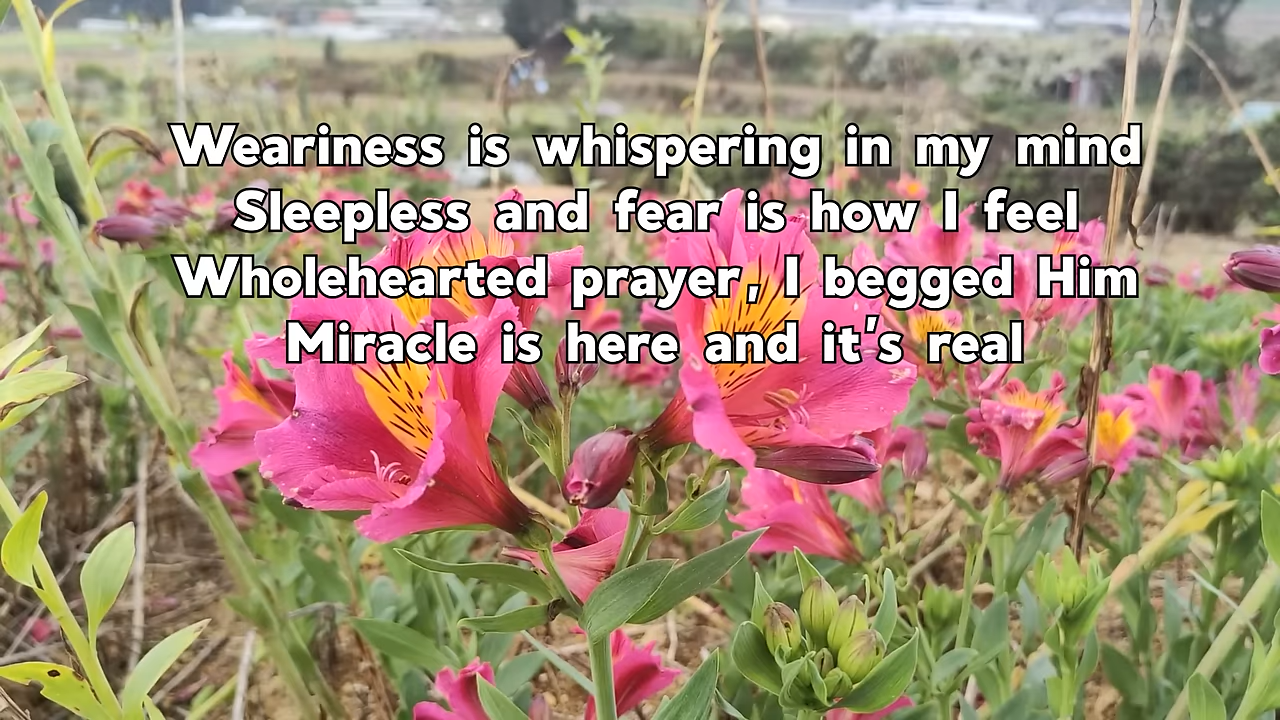 Weariness is whispering in my mind
Sleepless and fear is how I feel
Wholehearted prayer, I begged Him
Miracle is here and it's real